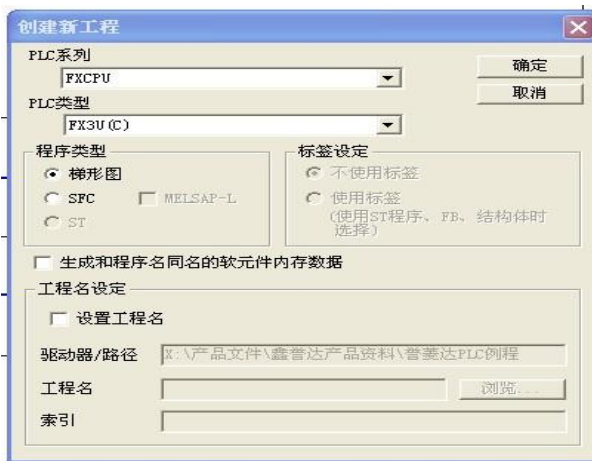 创建新工程
PLC系列
FXCPU
确定
取消
PLC类型
FX3U(C)
程序类型
标签设定
梯形图
不使用标签
SFC
MELSAP-L
使用标签
(使用ST程序、FB、结构体时
选择)
ST
生成和程序名同名的软元件内存数据
工程名设定
设置工程名
驱动器/路径
X:\产品文件\鑫普达产品资料\普菱达PLC例程
工程名
浏览...
索引